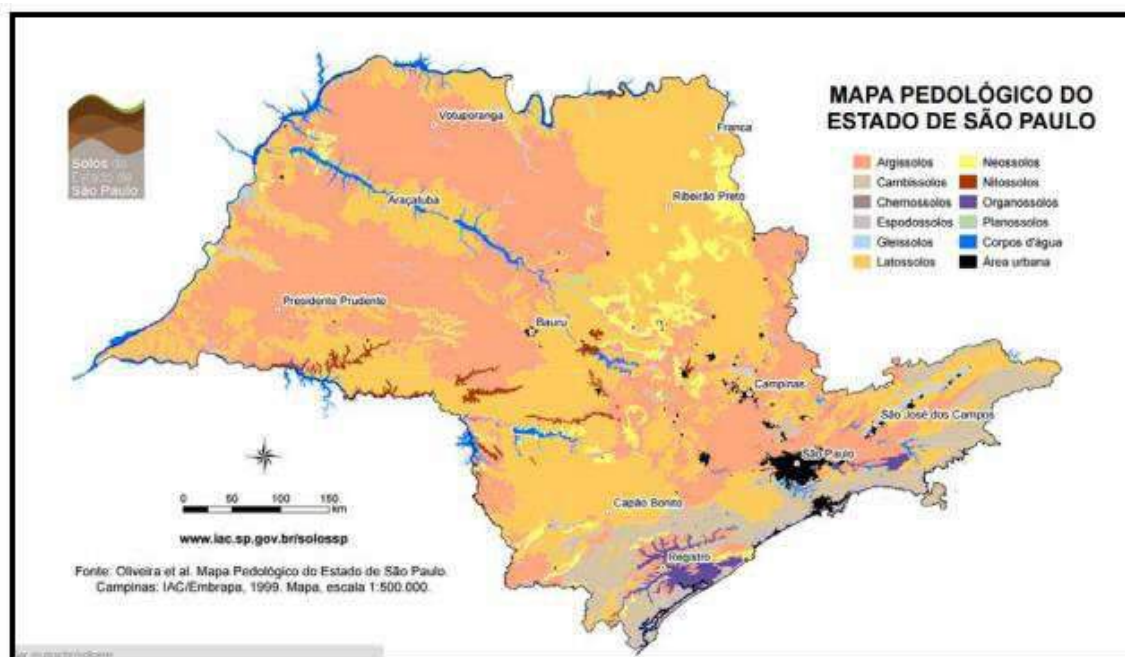 Solos do
Estado de
São Paulo
MAPA PEDOLÓGICO DO
ESTADO DE SÃO PAULO
Argissolos
Cambissolos
Chernossolos
Espodossolos
Gleissolos
Latossolos
Neossolos
Nitossolos
Organossolos
Planossolos
Corpos d'água
Área urbana
Votuporanga
Franca
Araçatuba
Ribeirão Preto
Presidente Prudente
Bauru
Campinas
São José dos Campos
São Paulo
Capão Bonito
Registro
0 50 100 150
km
www.iac.sp.gov.br/solossp
Fonte: Oliveira et al. Mapa Pedológico do Estado de São Paulo.
Campinas: IAC/Embrapa, 1999. Mapa, escala 1:500.000.